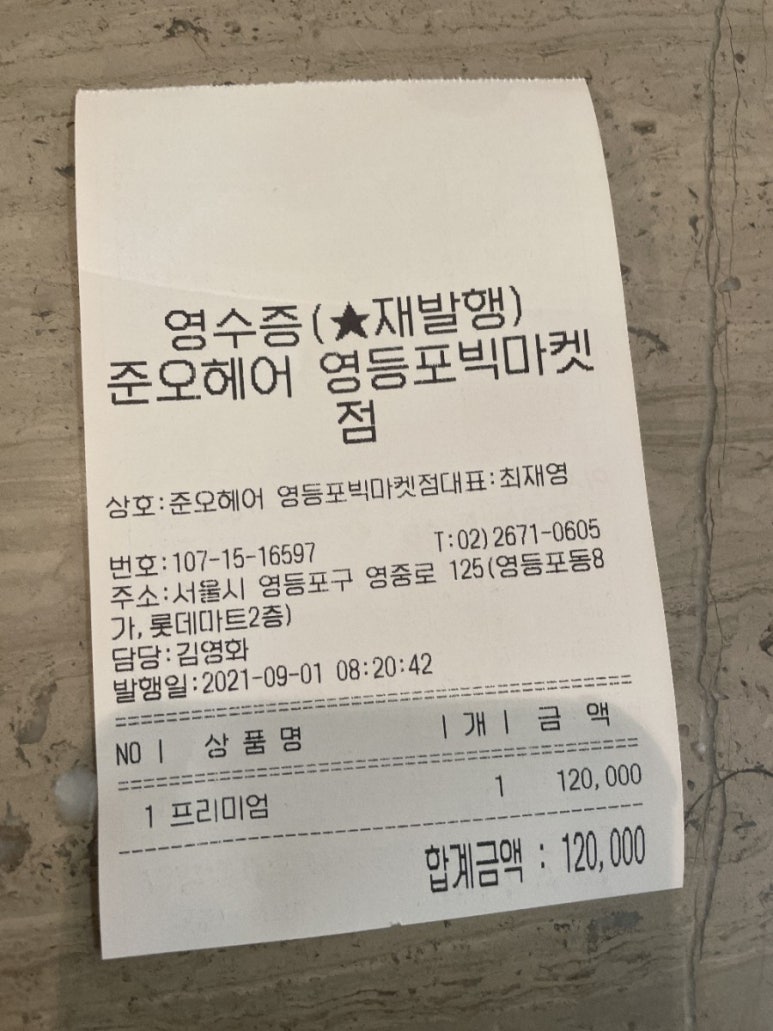 영수증(★재발행)
준오헤어 영등포빅마켓
점
상호:준오헤어 영등포빅마켓점대표:최재영
번호:107-15-16597 T:02)2671-0605
주소:서울시 영등포구 영중로 125(영등포동8
가,롯데마트2층)
담당:김영화
발행일:2021-09-01 08:20:42
NO | 상 품 명 | 개 | 금 액
1 프리미엄 1 120,000
합계금액 : 120,000